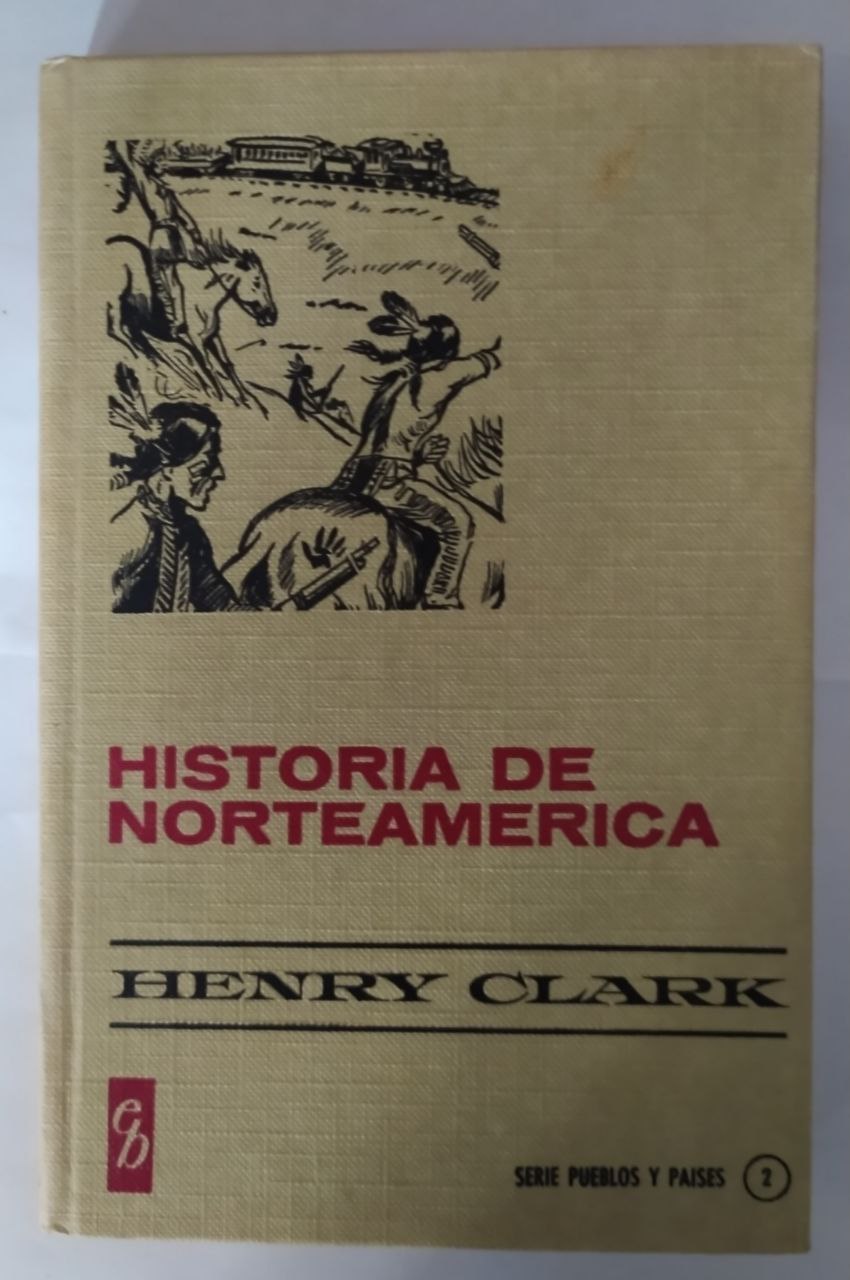 HISTORIA DE
NORTEAMERICA
HENRY CLARK
eb
SERIE PUEBLOS Y PAISES 2